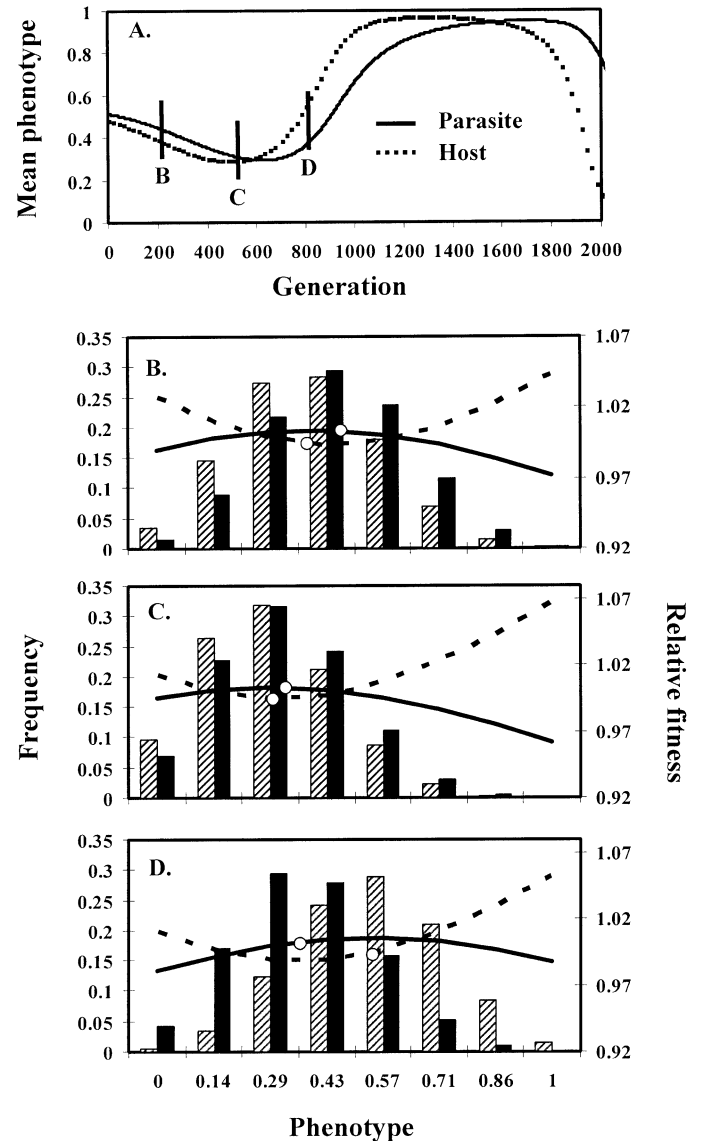 A.
Mean phenotype
1
0.8
0.6
0.4
0.2
0
B
C
D
Parasite
Host
0 200 400 600 800 1000 1200 1400 1600 1800 2000
Generation
B.
0.35
0.3
0.25
0.2
0.15
0.1
0.05
0
1.07
1.02
0.97
0.92
C.
0.35
0.3
0.25
0.2
0.15
0.1
0.05
0
1.07
1.02
0.97
0.92
Frequency
Relative fitness
D.
0.35
0.3
0.25
0.2
0.15
0.1
0.05
0
1.07
1.02
0.97
0.92
0 0.14 0.29 0.43 0.57 0.71 0.86 1
Phenotype